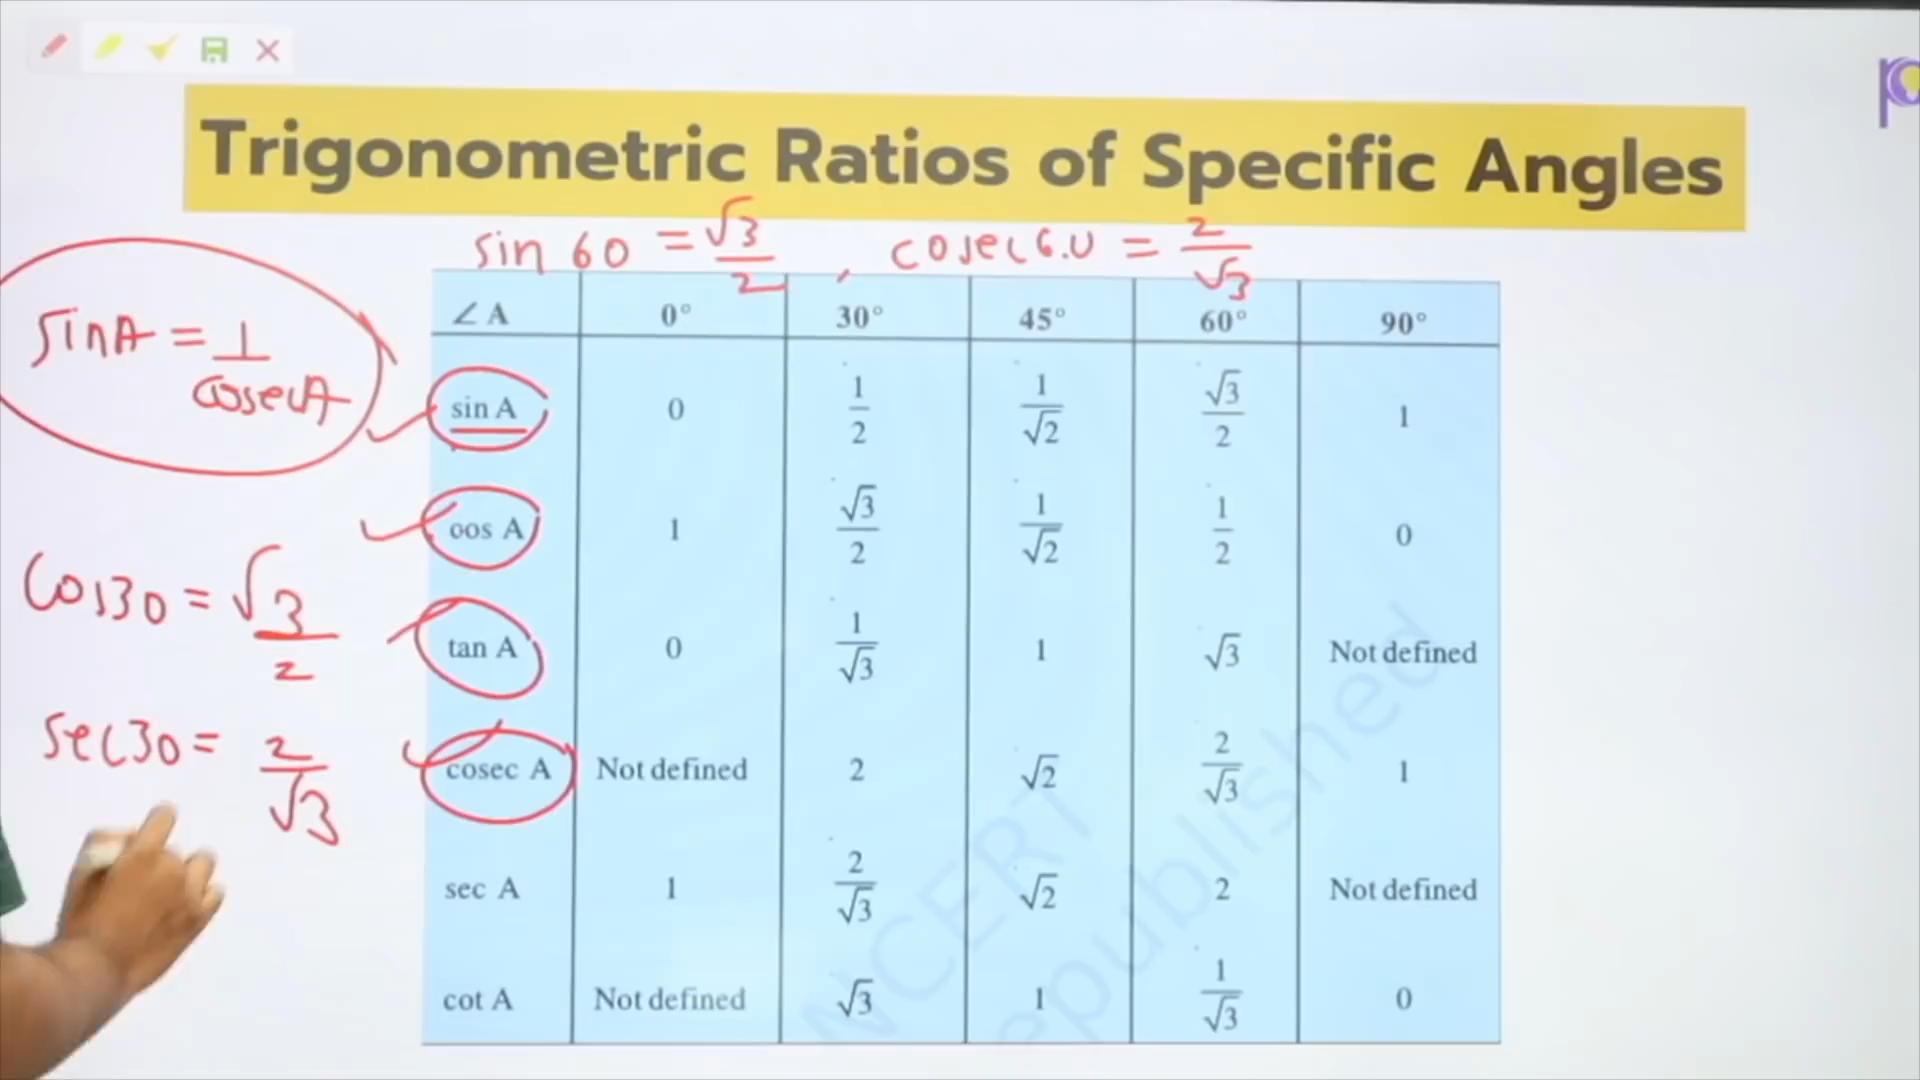 Trigonometric Ratios of Specific Angles
sin 60 = √3/2 , cosec 60 = 2/√3
sinA = 1/cosecA
cos30 = √3/2
sec30 = 2/√3
∠ A 0° 30° 45° 60° 90°
sin A 0 1/2 1/√2 √3/2 1
cos A 1 √3/2 1/√2 1/2 0
tan A 0 1/√3 1 √3 Not defined
cosec A Not defined 2 √2 2/√3 1
sec A 1 2/√3 √2 2 Not defined
cot A Not defined √3 1 1/√3 0
NCERT
republished